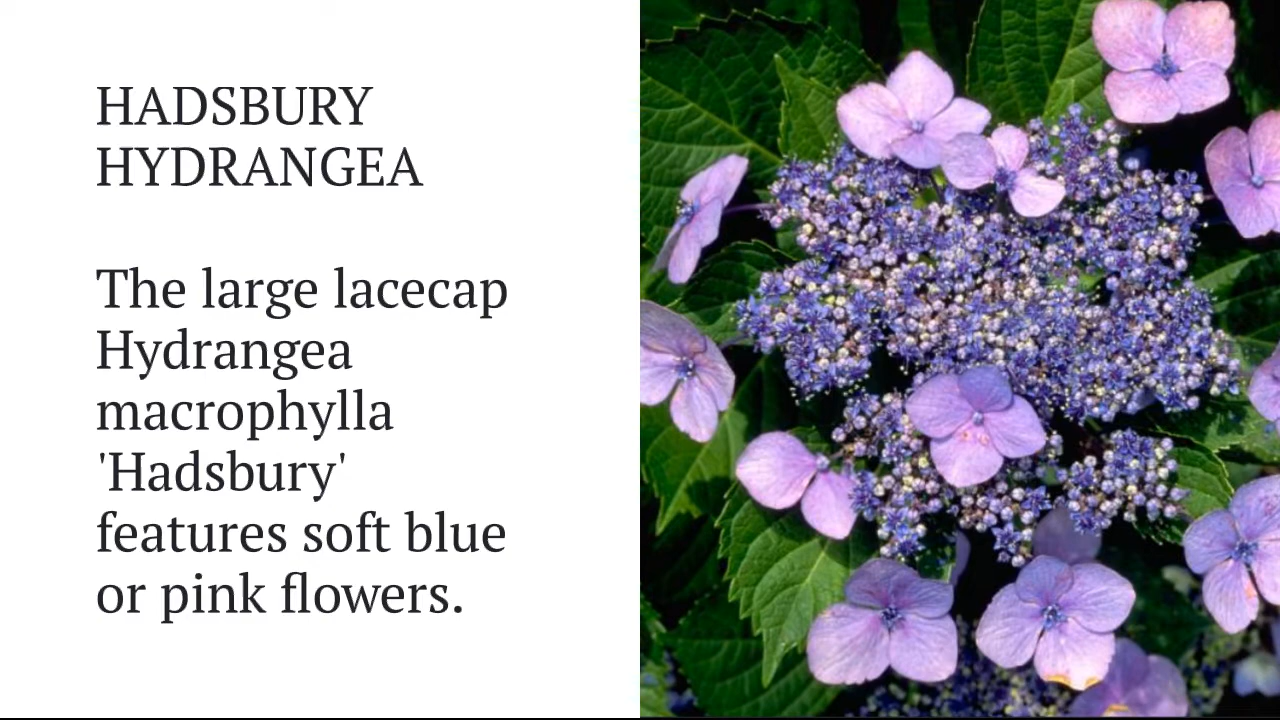 HADSBURY
HYDRANGEA
The large lacecap
Hydrangea
macrophylla
'Hadsbury'
features soft blue
or pink flowers.